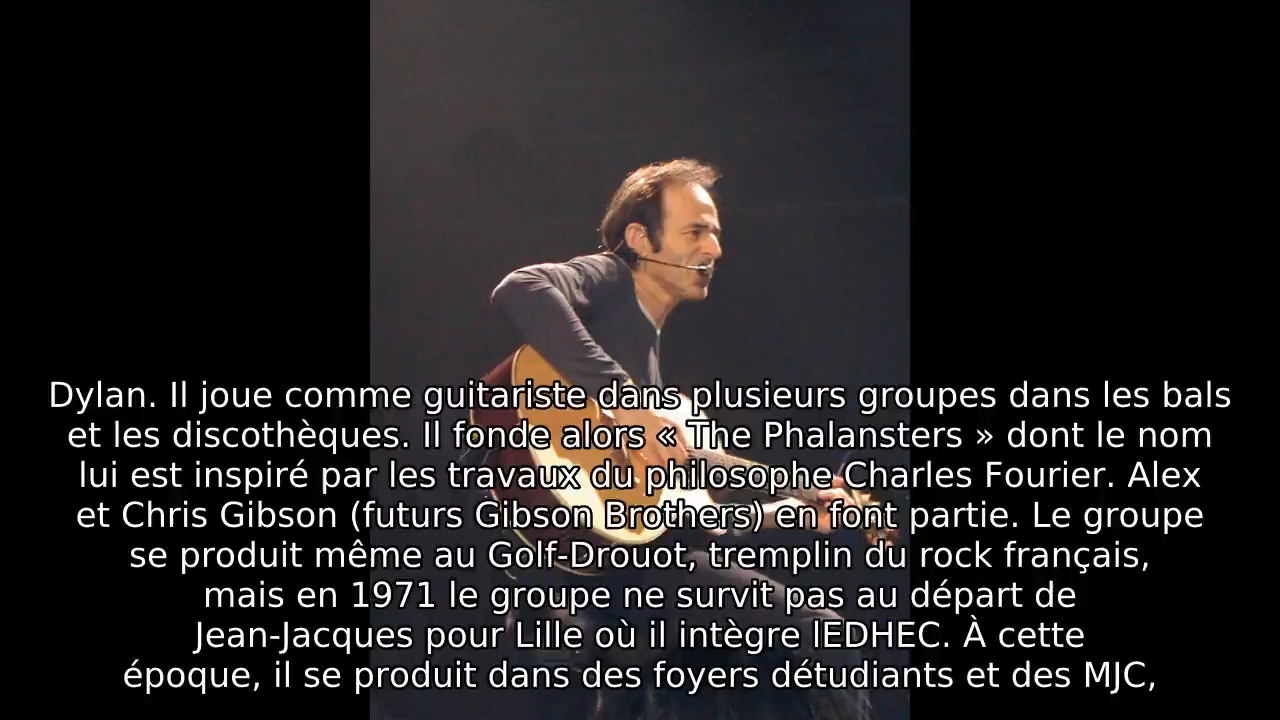 Dylan. Il joue comme guitariste dans plusieurs groupes dans les bals
et les discothèques. Il fonde alors « The Phalansters » dont le nom
lui est inspiré par les travaux du philosophe Charles Fourier. Alex
et Chris Gibson (futurs Gibson Brothers) en font partie. Le groupe
se produit même au Golf-Drouot, tremplin du rock français,
mais en 1971 le groupe ne survit pas au départ de
Jean-Jacques pour Lille où il intègre lEDHEC. À cette
époque, il se produit dans des foyers détudiants et des MJC,